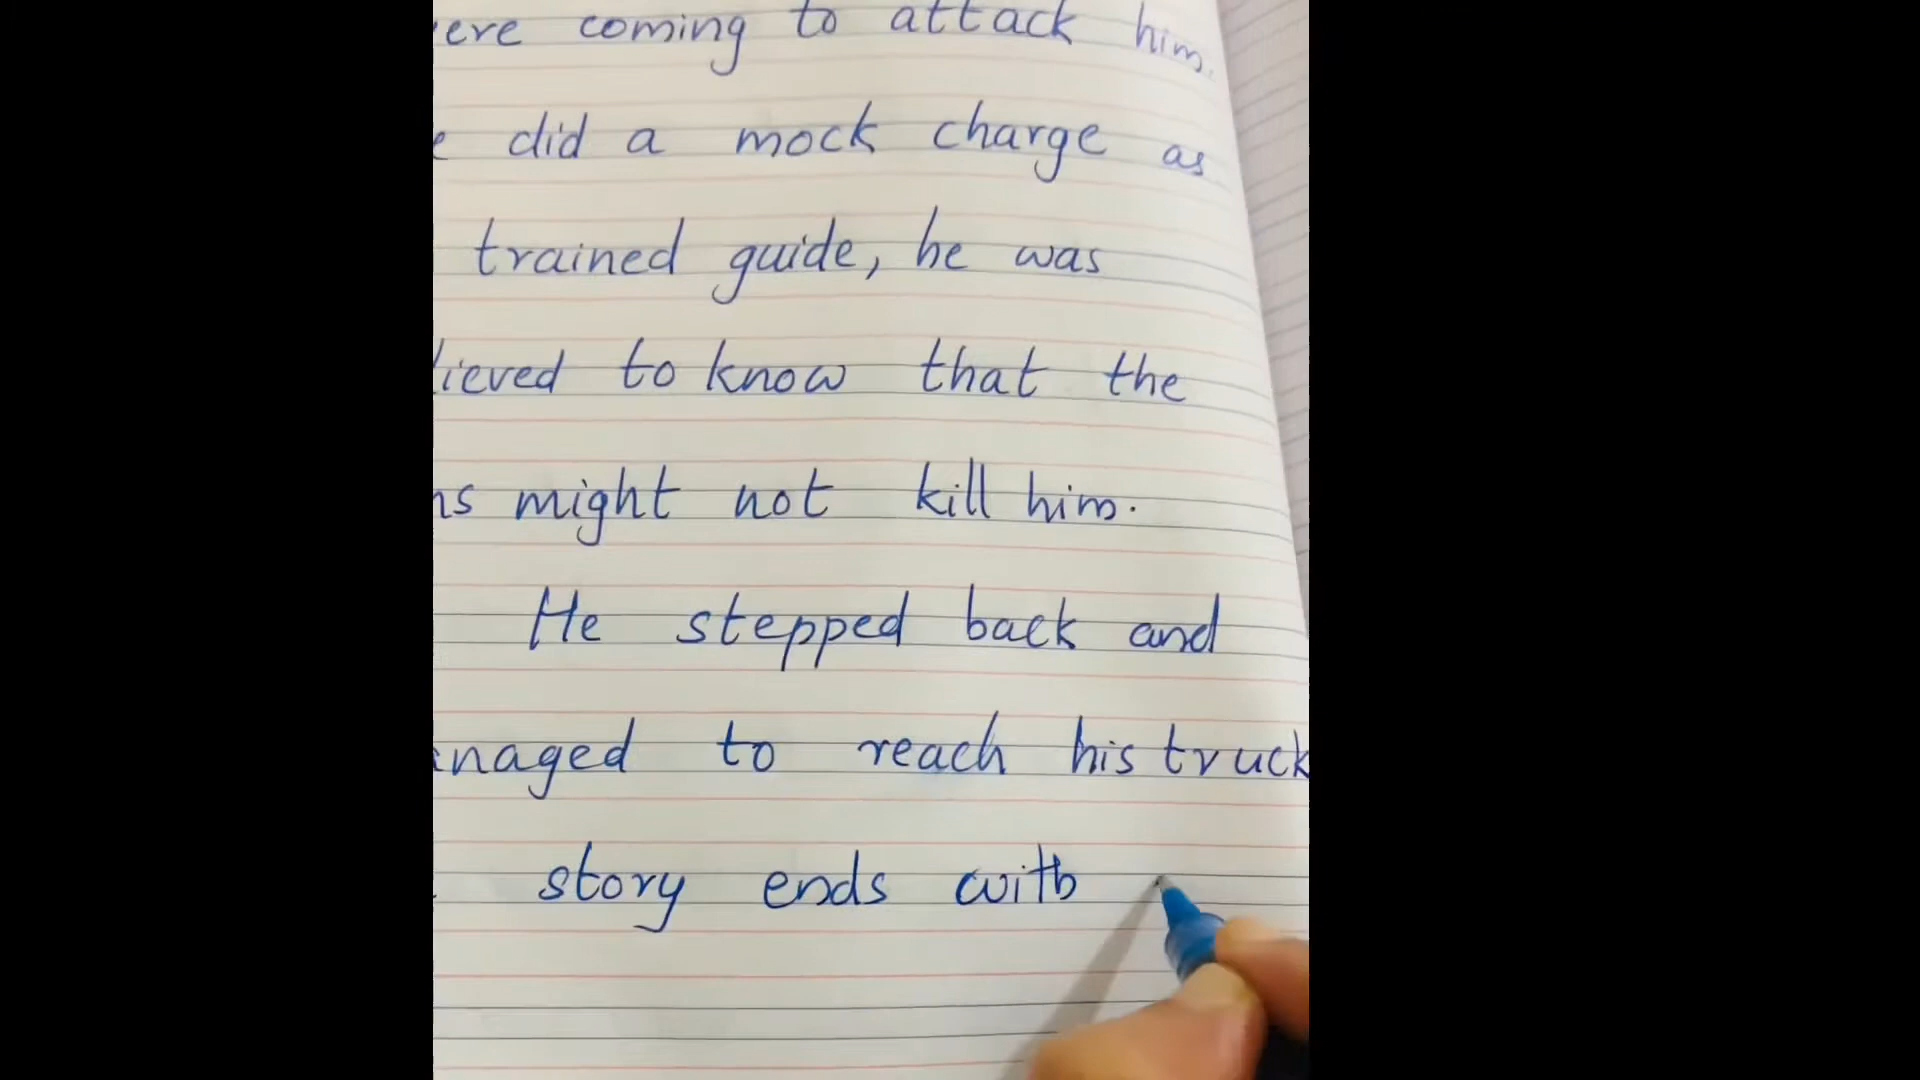 ere coming to attack him.
e did a mock charge as
trained guide, he was
lieved to know that the
ns might not kill him.
He stepped back and
naged to reach his truck
story ends with